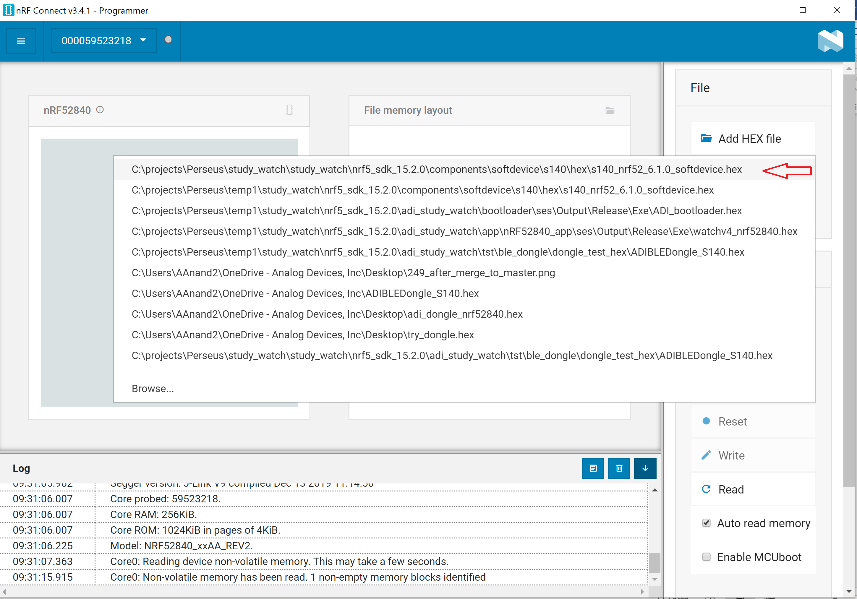 nRF Connect v3.4.1 - Programmer
000059523218
nRF52840
File memory layout
File
Add HEX file
C:\projects\Perseus\study_watch\study_watch\nrf5_sdk_15.2.0\components\softdevice\s140\hex\s140_nrf52_6.1.0_softdevice.hex
C:\projects\Perseus\temp1\study_watch\nrf5_sdk_15.2.0\components\softdevice\s140\hex\s140_nrf52_6.1.0_softdevice.hex
C:\projects\Perseus\temp1\study_watch\nrf5_sdk_15.2.0\adi_study_watch\bootloader\ses\Output\Release\Exe\ADI_bootloader.hex
C:\projects\Perseus\temp1\study_watch\nrf5_sdk_15.2.0\adi_study_watch\app\nRF52840_app\ses\Output\Release\Exe\watchv4_nrf52840.hex
C:\projects\Perseus\temp1\study_watch\nrf5_sdk_15.2.0\adi_study_watch\tst\ble_dongle\dongle_test_hex\ADIBLEDongle_S140.hex
C:\Users\AAnand2\OneDrive - Analog Devices, Inc\Desktop\249_after_merge_to_master.png
C:\Users\AAnand2\OneDrive - Analog Devices, Inc\ADIBLEDongle_S140.hex
C:\Users\AAnand2\OneDrive - Analog Devices, Inc\Desktop\adi_dongle_nrf52840.hex
C:\Users\AAnand2\OneDrive - Analog Devices, Inc\Desktop\try_dongle.hex
C:\projects\Perseus\study_watch\study_watch\nrf5_sdk_15.2.0\adi_study_watch\tst\ble_dongle\dongle_test_hex\ADIBLEDongle_S140.hex
Browse...
Reset
Write
Read
Auto read memory
Enable MCUboot
Log
09:31:05.962 Segger version: J-Link V9 compiled Dec 13 2019 11:14:50
09:31:06.007 Core probed: 59523218.
09:31:06.007 Core RAM: 256KiB.
09:31:06.007 Core ROM: 1024KiB in pages of 4KiB.
09:31:06.225 Model: NRF52840_xxAA_REV2.
09:31:07.363 Core0: Reading device non-volatile memory. This may take a few seconds.
09:31:15.915 Core0: Non-volatile memory has been read. 1 non-empty memory blocks identified